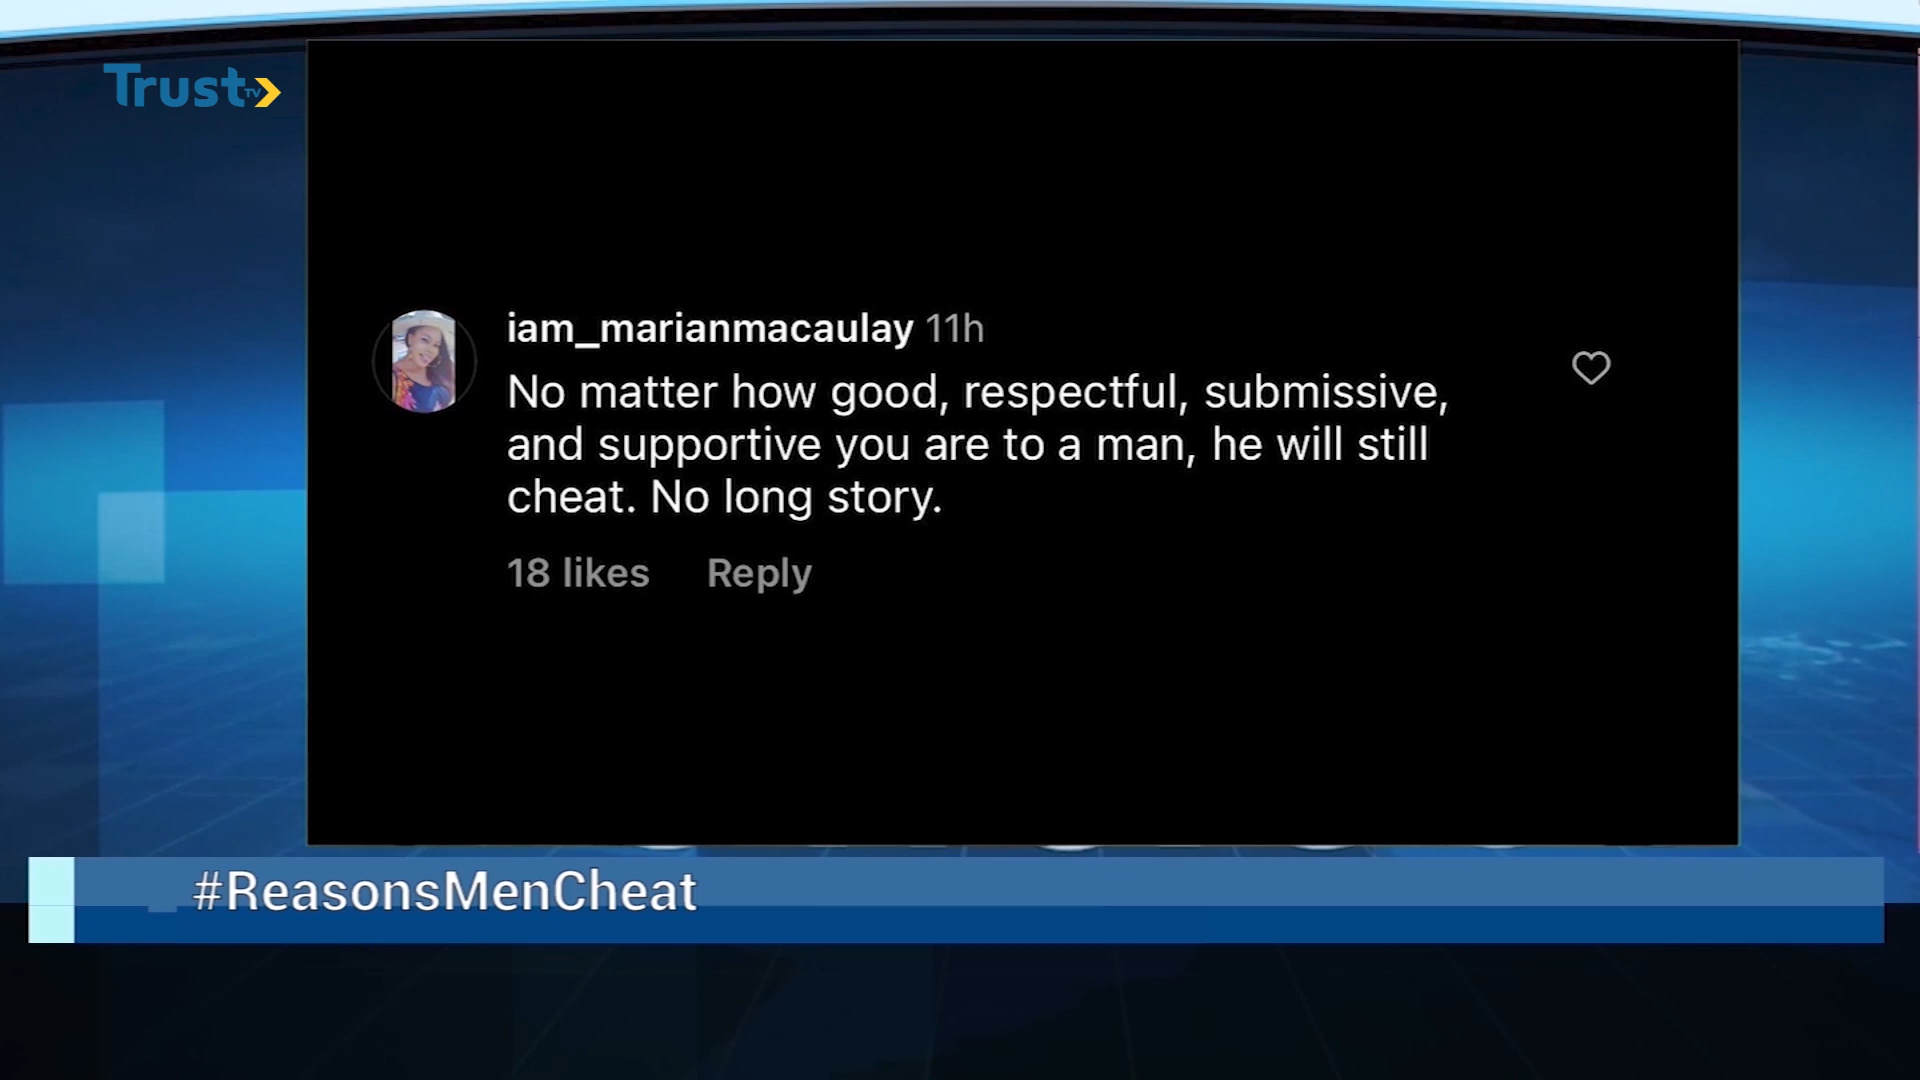 Trust TV
iam_marianmacaulay 11h
No matter how good, respectful, submissive,
and supportive you are to a man, he will still
cheat. No long story.
18 likes Reply
#ReasonsMenCheat